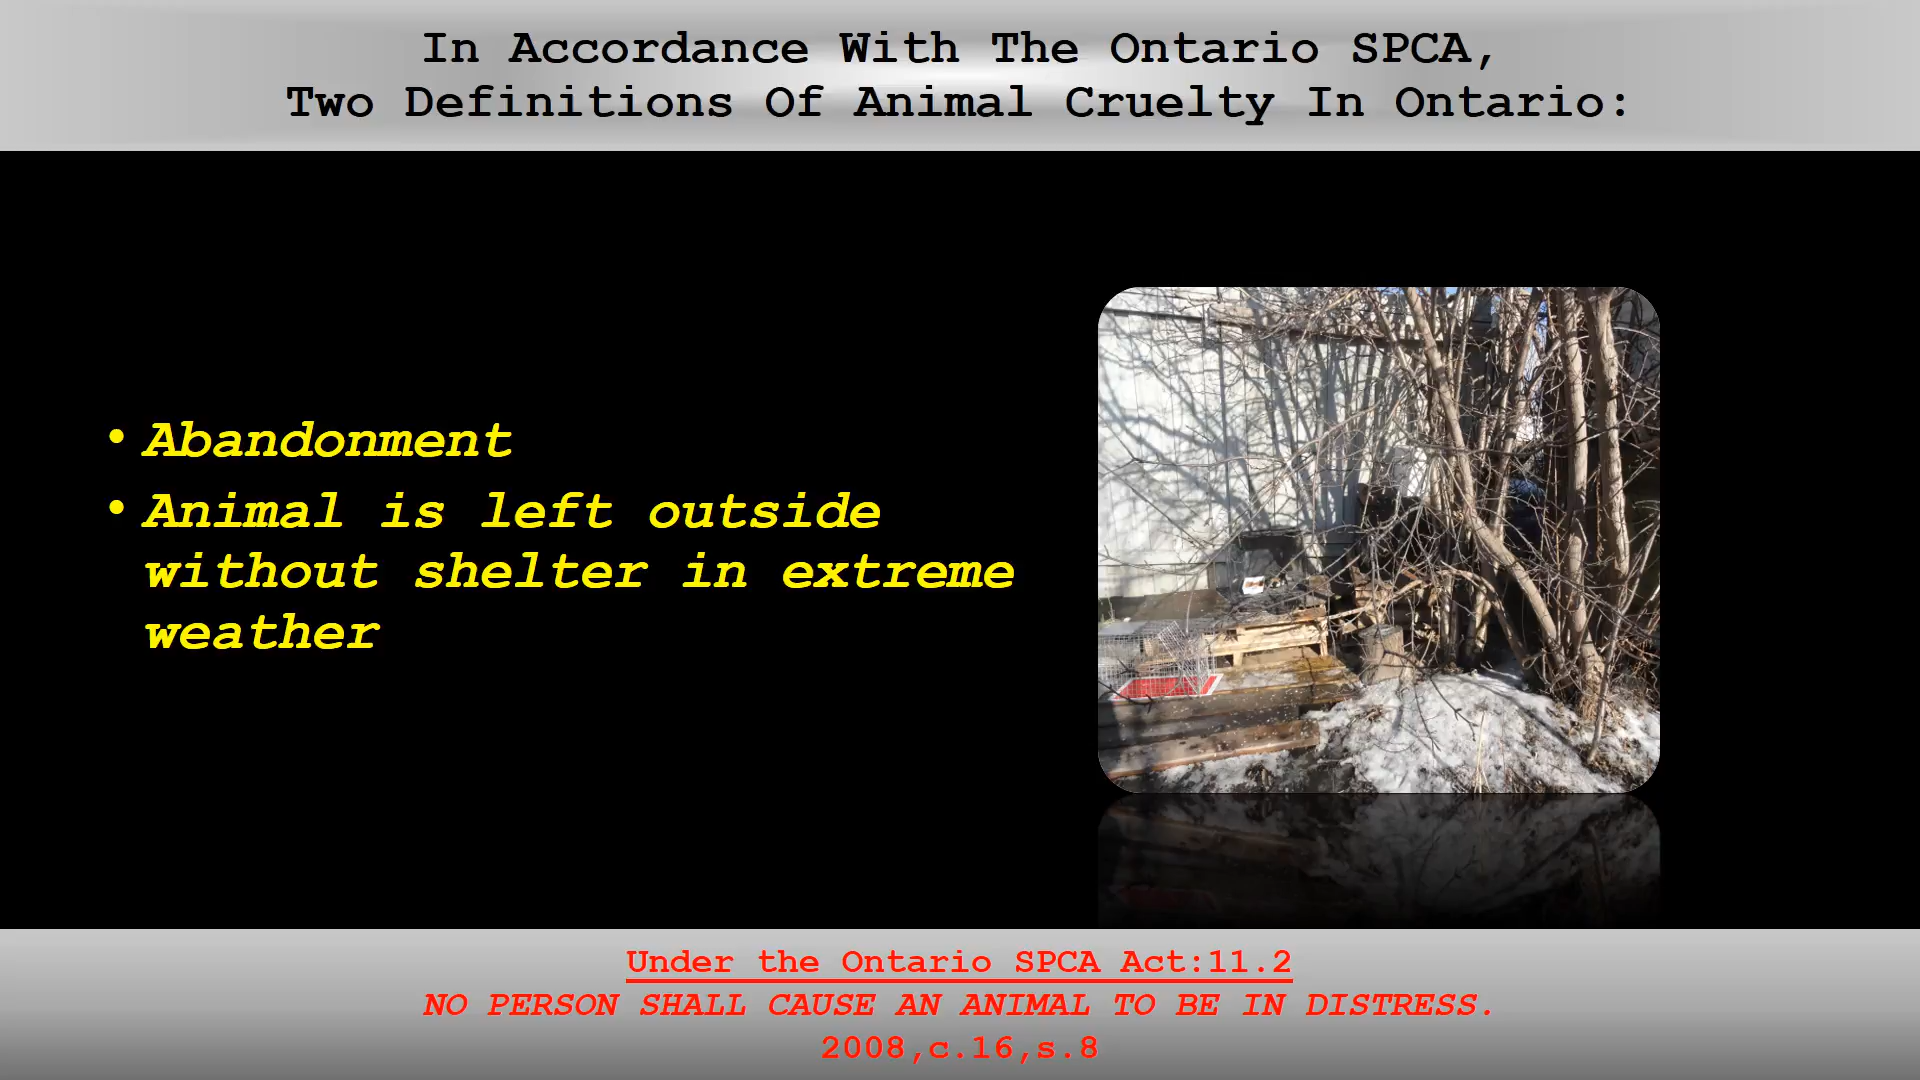 In Accordance With The Ontario SPCA,
Two Definitions Of Animal Cruelty In Ontario:
• Abandonment
• Animal is left outside
without shelter in extreme
weather
Under the Ontario SPCA Act:11.2
NO PERSON SHALL CAUSE AN ANIMAL TO BE IN DISTRESS.
2008,c.16,s.8